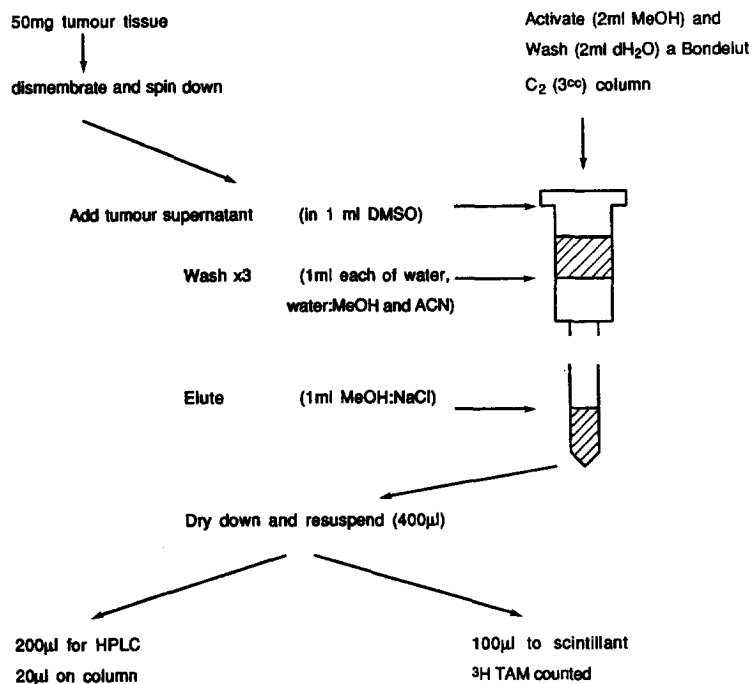 50mg tumour tissue
dismembrate and spin down
Activate (2ml MeOH) and
Wash (2ml dH₂O) a Bondelut
C₂ (3ᶜᶜ) column
Add tumour supernatant (in 1 ml DMSO)
Wash x3 (1ml each of water,
water:MeOH and ACN)
Elute (1ml MeOH:NaCl)
Dry down and resuspend (400µl)
200µl for HPLC
20µl on column
100µl to scintillant
³H TAM counted